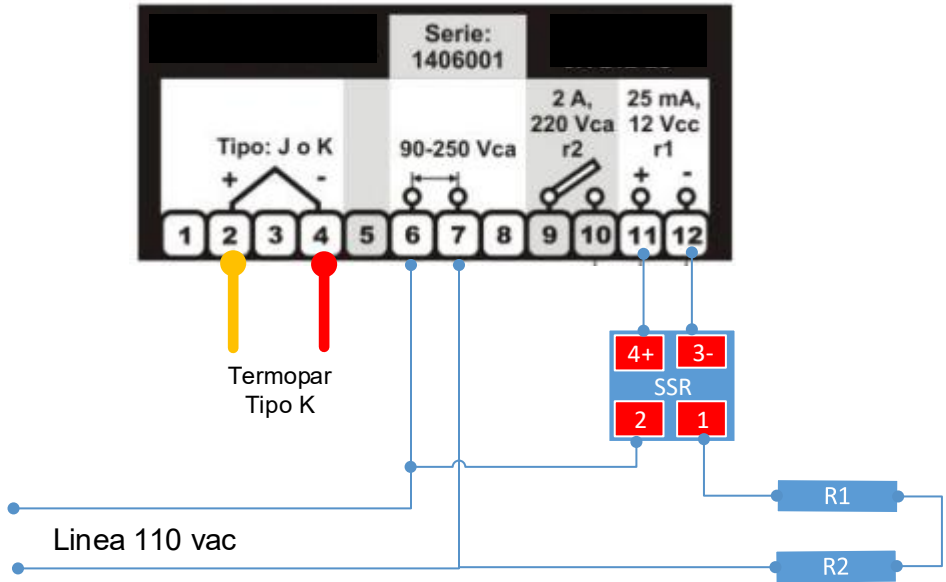 Serie:
1406001
2 A,
220 Vca
r2
25 mA,
12 Vcc
r1
Tipo: J o K
90-250 Vca
+ - + -
1 2 3 4 5 6 7 8 9 10 11 12
Termopar
Tipo K
4+ 3-
SSR
2 1
R1
Linea 110 vac
R2